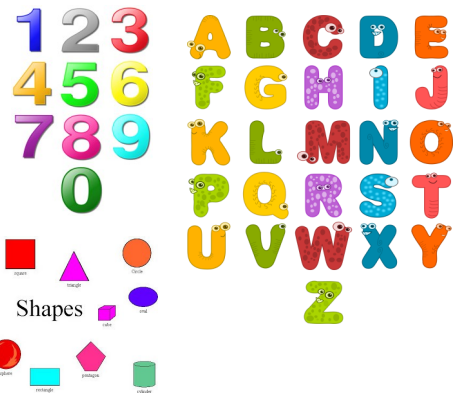 1 2 3
4 5 6
7 8 9
0
A B C D E
F G H I J
K L M N O
P Q R S T
U V W X Y
Z
square
triangle
Circle
Shapes
cube
oval
rectangle
pentagon
cylinder